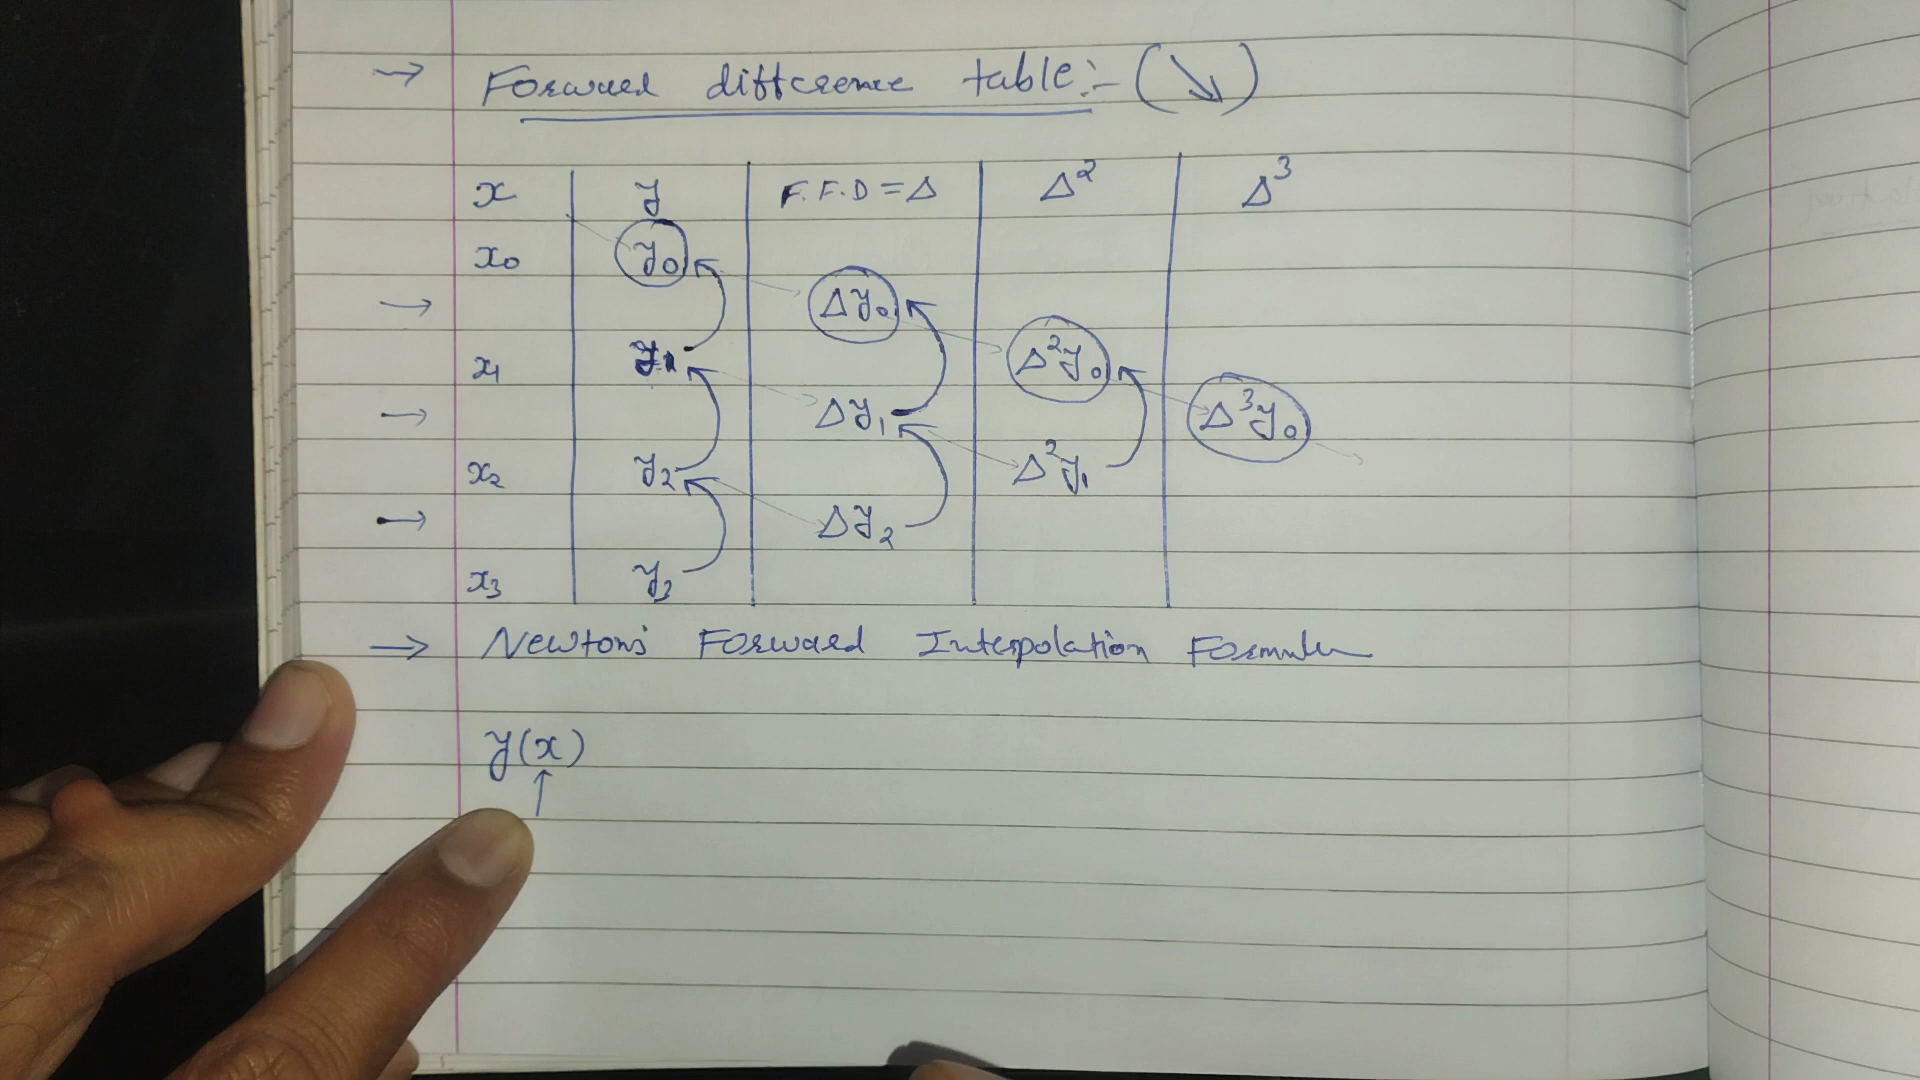 → Forward difference table:- (↘)
x y F.F.D = Δ Δ² Δ³
x₀ y₀
→ Δy₀
x₁ y₁ Δ²y₀
→ Δy₁ Δ³y₀
x₂ y₂ Δ²y₁
→ Δy₂
x₃ y₃
→ Newton's Forward Interpolation Formula
y(x)
↑